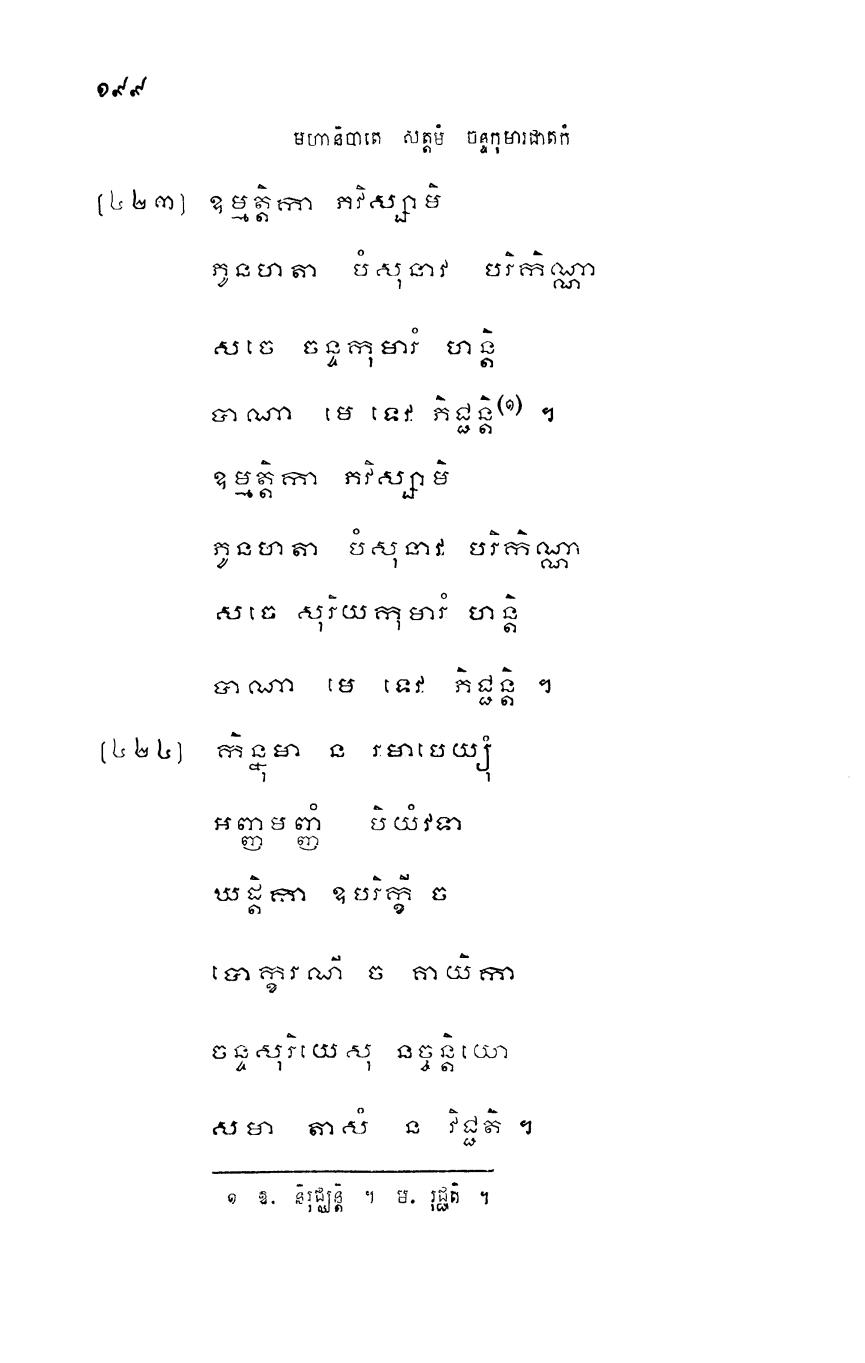 ១៩៩
មហានិបាតេ សត្តមំ ចន្ទកុមារជាតកំ
(៤២៣) ឧម្មត្តិកា ភវិស្សាមិ
ភូនហតា បំសុនាវ បរិកិណ្ណា
សចេ ចន្ទកុមារំ ហន្តិ
បាណា មេ ទេវ ភិជ្ជន្តិ(១) ។
ឧម្មត្តិកា ភវិស្សាមិ
ភូនហតា បំសុនាវ បរិកិណ្ណា
សចេ សុរិយកុមារំ ហន្តិ
បាណា មេ ទេវ ភិជ្ជន្តិ ។
(៤២៤) កិន្នុមា ន រមាបេយ្យុំ
អញ្ញមញ្ញំ បិយំវទា
ឃដ្តិកា ឧបរិក្ខី ច
បោក្ខរណី ច គាយិកា
ចន្ទសុរិយេសុ នច្ចន្តិយោ
សមា តាសំ ន វិជ្ជតិ ។
១ ឱ. និរុជ្ឈន្តិ ។ ម. រុជ្ឈតិ ។